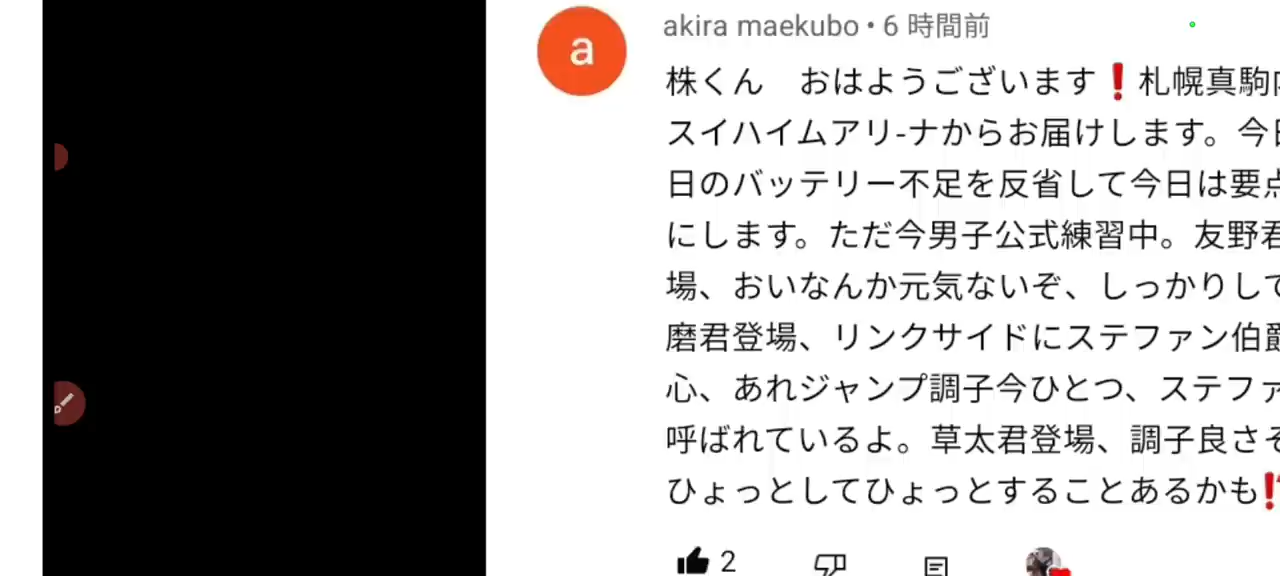 a
akira maekubo • 6 時間前
株くん　おはようございます❗札幌真駒
スイハイムアリ-ナからお届けします。今
日のバッテリー不足を反省して今日は要点
にします。ただ今男子公式練習中。友野君
場、おいなんか元気ないぞ、しっかりして
磨君登場、リンクサイドにステファン伯爵
心、あれジャンプ調子今ひとつ、ステファ
呼ばれているよ。草太君登場、調子良さそ
ひょっとしてひょっとすることあるかも⁉
2